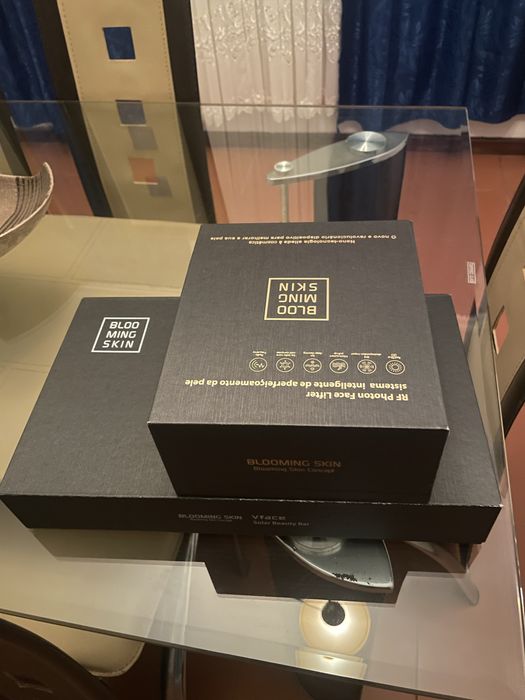 BLOO
MING
SKIN
O novo e revolucionário dispositivo para melhorar a sua pele
Nano-tecnologia aliada à cosmética
BLOO
MING
SKIN
RF Photon Face Lifter
sistema inteligente de aperfeiçoamento da pele
BLOOMING SKIN
Blooming Skin Concept
BLOOMING SKIN
Vface
Solar Beauty Bar